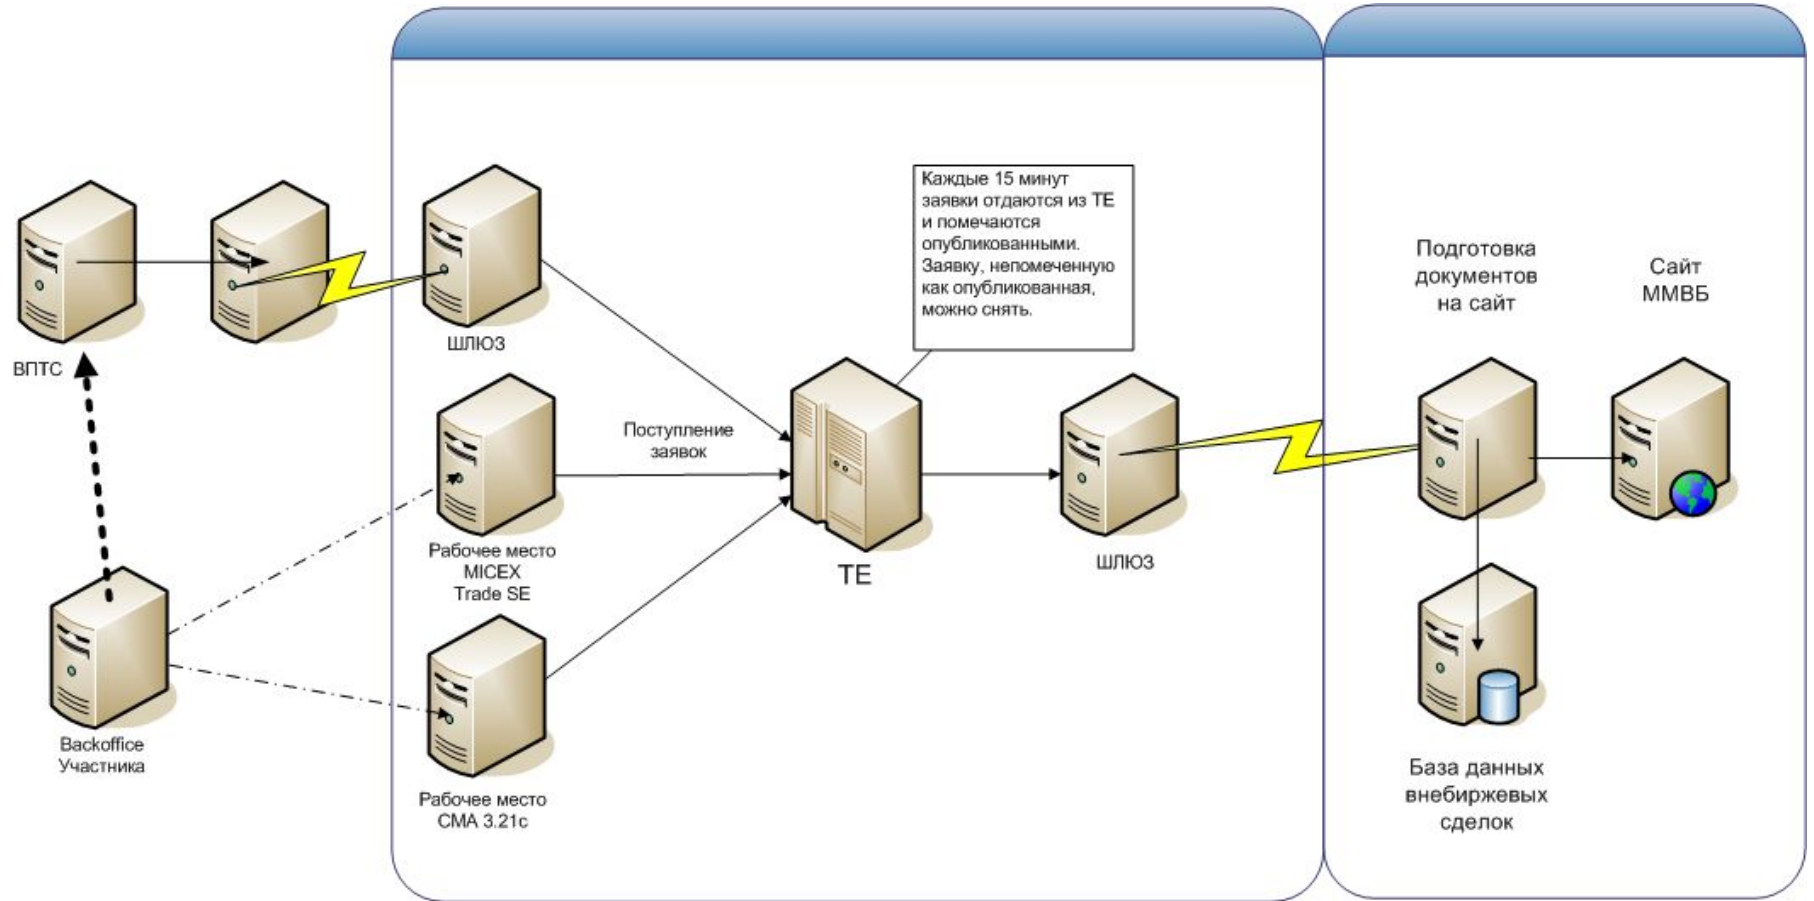 Каждые 15 минут
заявки отдаются из ТЕ
и помечаются
опубликованными.
Заявку, непомеченную
как опубликованная,
можно снять.
Подготовка
документов
на сайт
Сайт
ММВБ
ВПТС
ШЛЮЗ
Поступление
заявок
Рабочее место
MICEX
Trade SE
ТЕ
ШЛЮЗ
Backoffice
Участника
Рабочее место
СМА 3.21с
База данных
внебиржевых
сделок